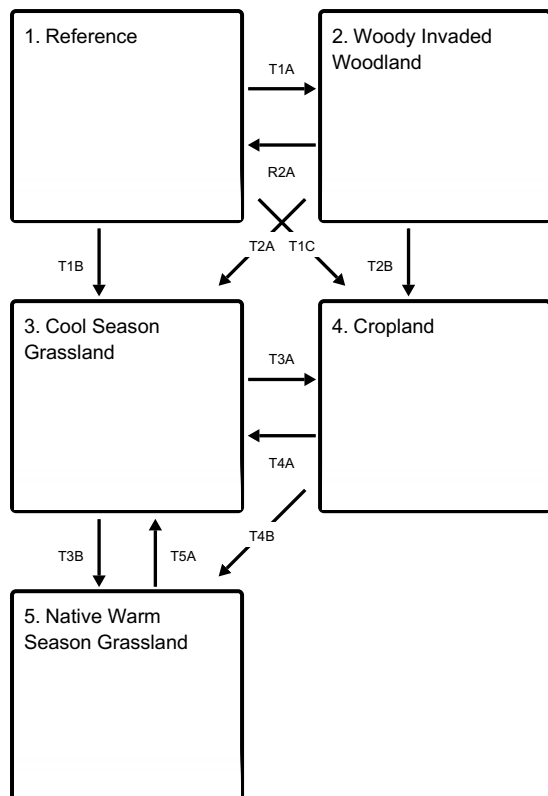 1. Reference
2. Woody Invaded
Woodland
T1A
R2A
T1B
T2A
T1C
T2B
3. Cool Season
Grassland
4. Cropland
T3A
T4A
T3B
T5A
T4B
5. Native Warm
Season Grassland